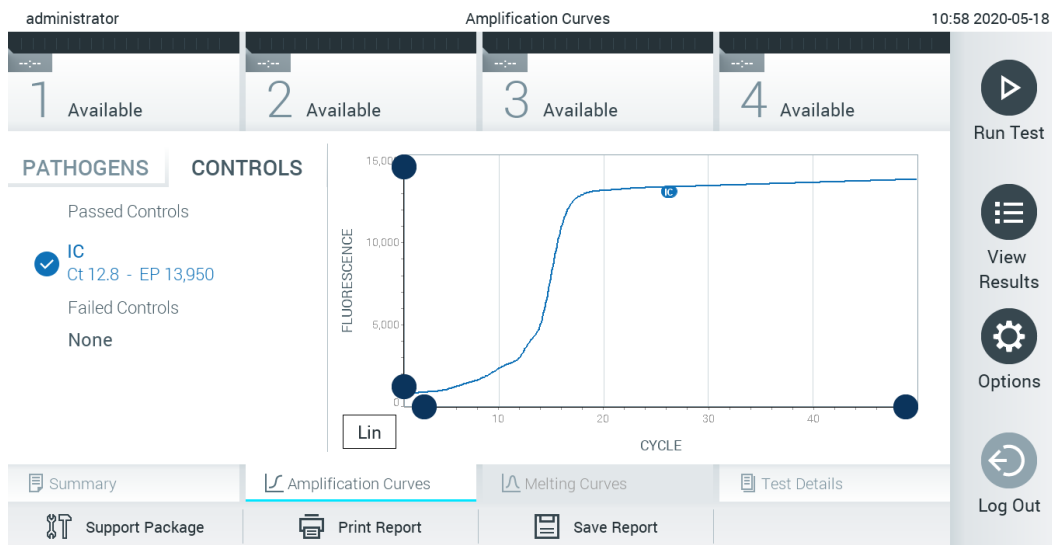 administrator
Amplification Curves
10:58 2020-05-18
--:--
--:--
--:--
--:--
1 Available
2 Available
3 Available
4 Available
Run Test
PATHOGENS
CONTROLS
Passed Controls
IC
Ct 12.8 - EP 13,950
Failed Controls
None
FLUORESCENCE
15,000
10,000
5,000
0
IC
10
20
30
40
CYCLE
Lin
View
Results
Options
Log Out
Summary
Amplification Curves
Melting Curves
Test Details
Support Package
Print Report
Save Report